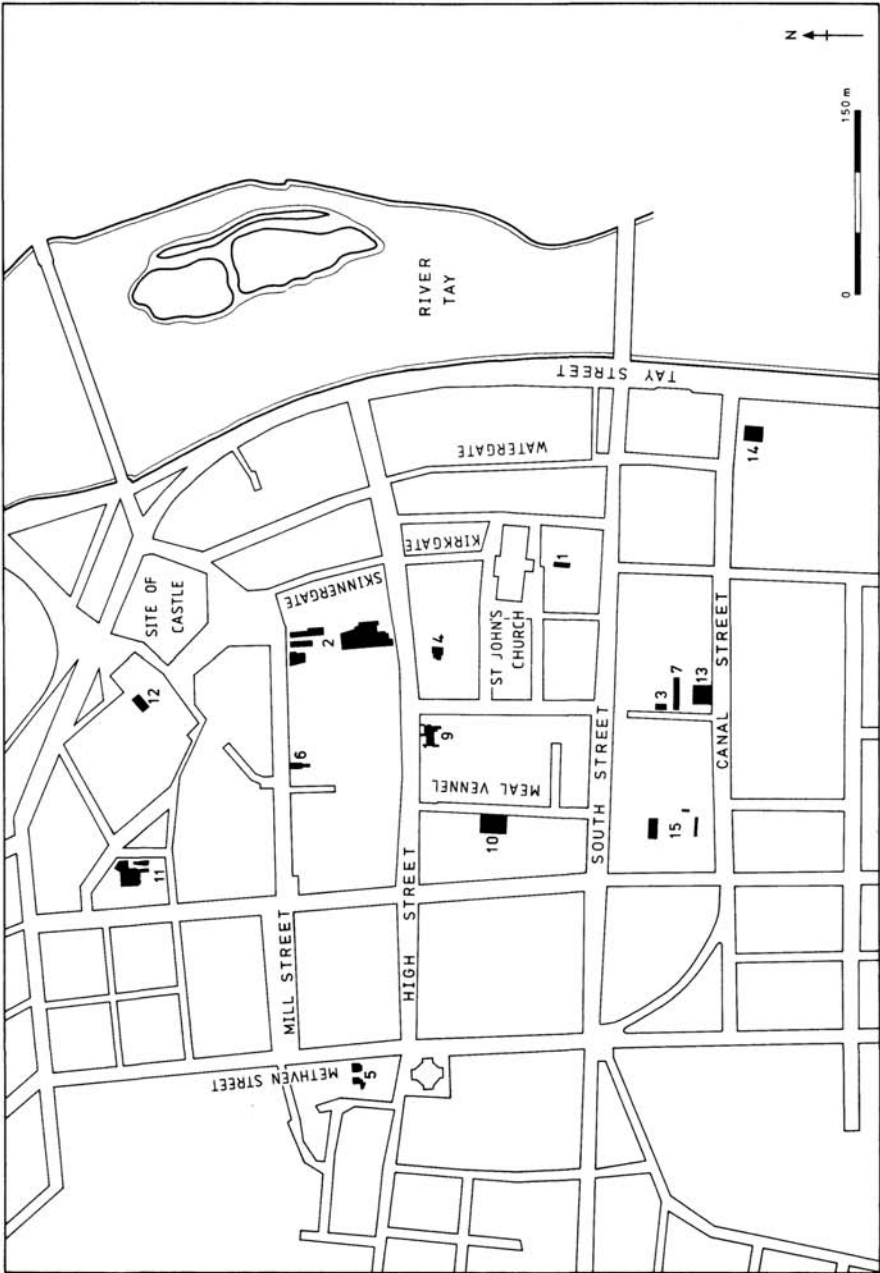 N
150 m
0
RIVER
TAY
TAY STREET
WATERGATE
14
KIRKGATE
1
SKINNERGATE
SITE OF
CASTLE
ST JOHN'S
CHURCH
2
4
12
3
7
13
CANAL STREET
6
9
MEAL VENNEL
SOUTH STREET
10
15
11
HIGH STREET
MILL STREET
METHVEN STREET
5